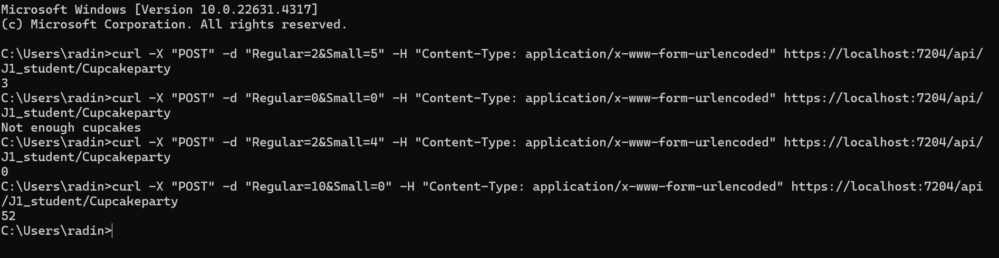 Microsoft Windows [Version 10.0.22631.4317]
(c) Microsoft Corporation. All rights reserved.
C:\Users\radin>curl -X "POST" -d "Regular=2&Small=5" -H "Content-Type: application/x-www-form-urlencoded" https://localhost:7204/api/
J1_student/Cupcakeparty
3
C:\Users\radin>curl -X "POST" -d "Regular=0&Small=0" -H "Content-Type: application/x-www-form-urlencoded" https://localhost:7204/api/
J1_student/Cupcakeparty
Not enough cupcakes
C:\Users\radin>curl -X "POST" -d "Regular=2&Small=4" -H "Content-Type: application/x-www-form-urlencoded" https://localhost:7204/api/
J1_student/Cupcakeparty
0
C:\Users\radin>curl -X "POST" -d "Regular=10&Small=0" -H "Content-Type: application/x-www-form-urlencoded" https://localhost:7204/api
/J1_student/Cupcakeparty
52
C:\Users\radin>